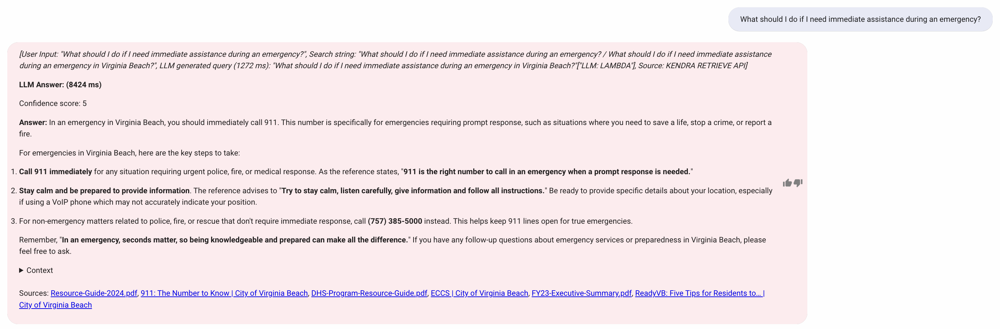 What should I do if I need immediate assistance during an emergency?
[User Input: "What should I do if I need immediate assistance during an emergency?", Search string: "What should I do if I need immediate assistance during an emergency? / What should I do if I need immediate assistance
during an emergency in Virginia Beach?", LLM generated query (1272 ms): "What should I do if I need immediate assistance during an emergency in Virginia Beach?"["LLM: LAMBDA"], Source: KENDRA RETRIEVE API]
LLM Answer: (8424 ms)
Confidence score: 5
Answer: In an emergency in Virginia Beach, you should immediately call 911. This number is specifically for emergencies requiring prompt response, such as situations where you need to save a life, stop a crime, or report a
fire.
For emergencies in Virginia Beach, here are the key steps to take:
1. Call 911 immediately for any situation requiring urgent police, fire, or medical response. As the reference states, "911 is the right number to call in an emergency when a prompt response is needed."
2. Stay calm and be prepared to provide information. The reference advises to "Try to stay calm, listen carefully, give information and follow all instructions." Be ready to provide specific details about your location, especially
if using a VoIP phone which may not accurately indicate your position.
3. For non-emergency matters related to police, fire, or rescue that don't require immediate response, call (757) 385-5000 instead. This helps keep 911 lines open for true emergencies.
Remember, "In an emergency, seconds matter, so being knowledgeable and prepared can make all the difference." If you have any follow-up questions about emergency services or preparedness in Virginia Beach, please
feel free to ask.
Context
Sources: Resource-Guide-2024.pdf, 911: The Number to Know | City of Virginia Beach, DHS-Program-Resource-Guide.pdf, ECCS | City of Virginia Beach, FY23-Executive-Summary.pdf, ReadyVB: Five Tips for Residents to… |
City of Virginia Beach